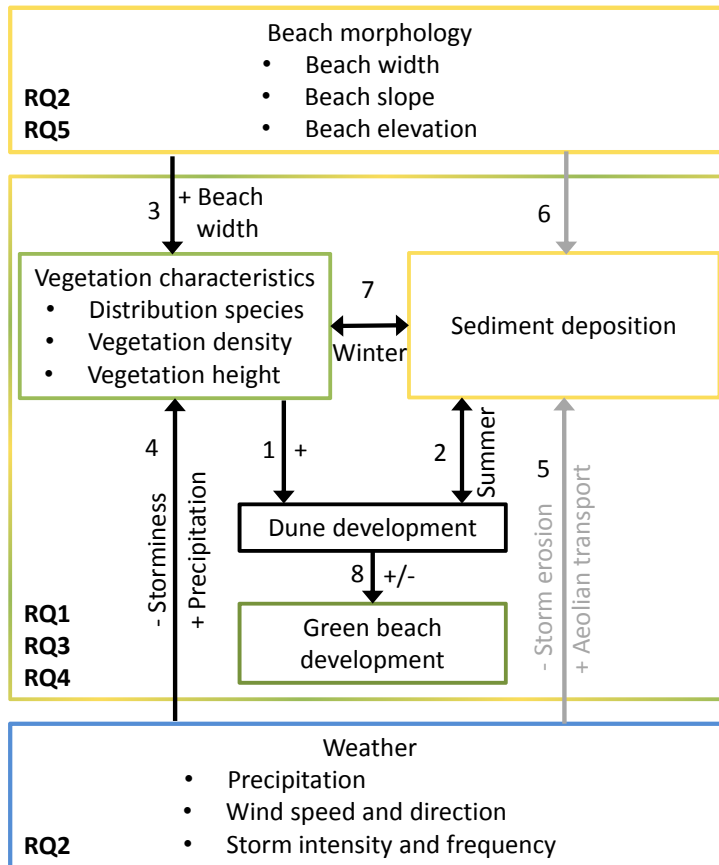 Beach morphology
• Beach width
RQ2 • Beach slope
RQ5 • Beach elevation
3 + Beach width
6
Vegetation characteristics
• Distribution species
• Vegetation density
• Vegetation height
7
Winter
Sediment deposition
4
- Storminess
+ Precipitation
1 +
2
Summer
5
- Storm erosion
+ Aeolian transport
Dune development
8 +/-
Green beach
development
RQ1
RQ3
RQ4
Weather
• Precipitation
• Wind speed and direction
RQ2 • Storm intensity and frequency